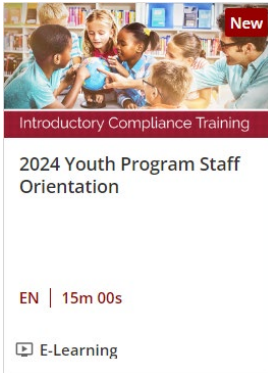 New
Introductory Compliance Training
2024 Youth Program Staff
Orientation
EN | 15m 00s
E-Learning